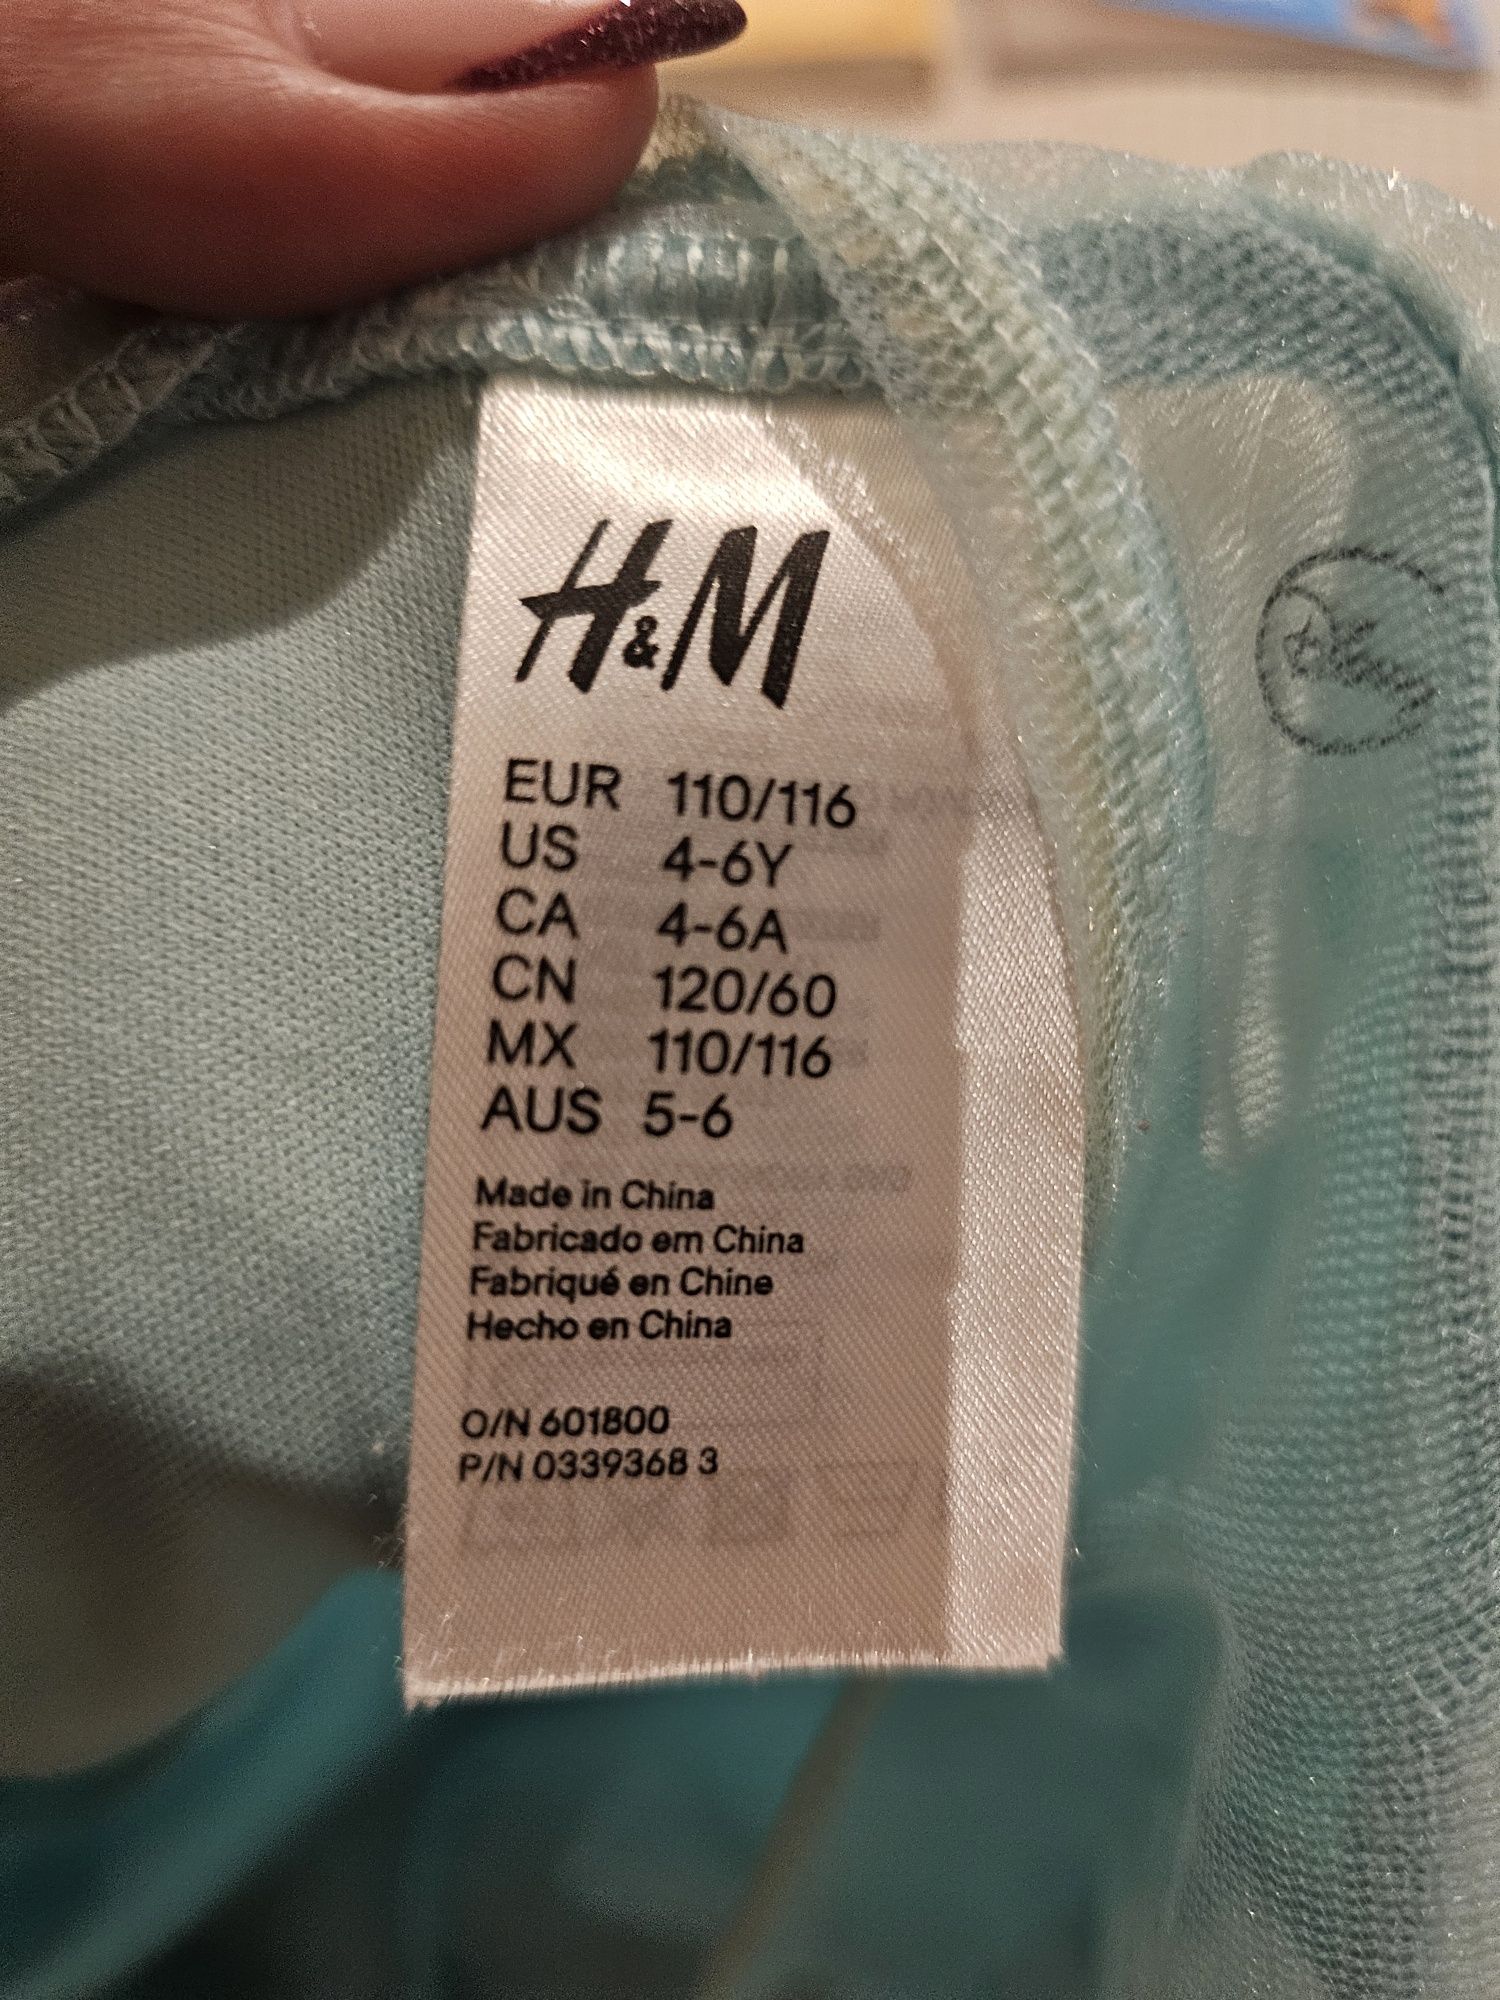 H&M
EUR 110/116
US 4-6Y
CA 4-6A
CN 120/60
MX 110/116
AUS 5-6
Made in China
Fabricado em China
Fabriqué en Chine
Hecho en China
O/N 601800
P/N 0339368 3
Disney